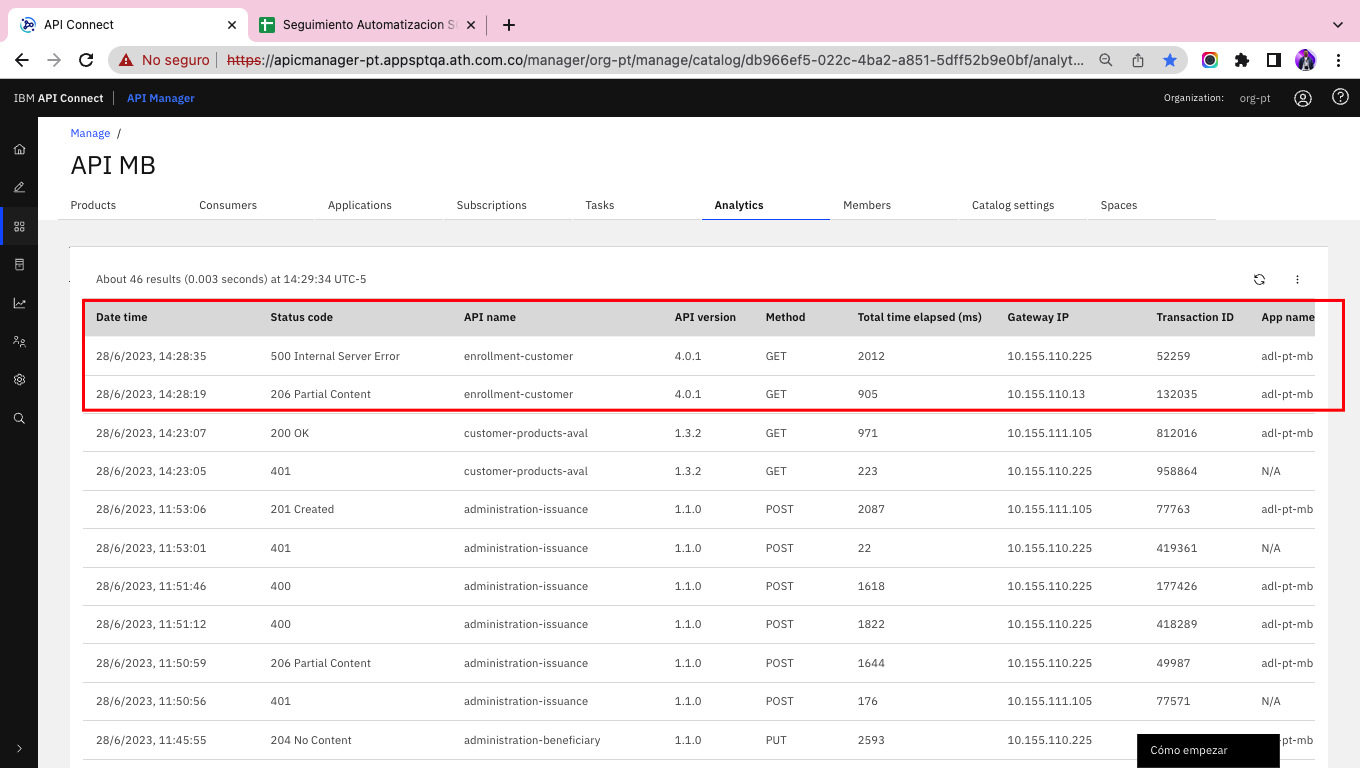 API Connect
Seguimiento Automatizacion S
No seguro https://apicmanager-pt.appsptqa.ath.com.co/manager/org-pt/manage/catalog/db966ef5-022c-4ba2-a851-5dff52b9e0bf/analyt...
IBM API Connect API Manager Organization: org-pt
Manage /
API MB
Products Consumers Applications Subscriptions Tasks Analytics Members Catalog settings Spaces
About 46 results (0.003 seconds) at 14:29:34 UTC-5
Date time Status code API name API version Method Total time elapsed (ms) Gateway IP Transaction ID App name
28/6/2023, 14:28:35 500 Internal Server Error enrollment-customer 4.0.1 GET 2012 10.155.110.225 52259 adl-pt-mb
28/6/2023, 14:28:19 206 Partial Content enrollment-customer 4.0.1 GET 905 10.155.110.13 132035 adl-pt-mb
28/6/2023, 14:23:07 200 OK customer-products-aval 1.3.2 GET 971 10.155.111.105 812016 adl-pt-mb
28/6/2023, 14:23:05 401 customer-products-aval 1.3.2 GET 223 10.155.110.225 958864 N/A
28/6/2023, 11:53:06 201 Created administration-issuance 1.1.0 POST 2087 10.155.111.105 77763 adl-pt-mb
28/6/2023, 11:53:01 401 administration-issuance 1.1.0 POST 22 10.155.110.225 419361 N/A
28/6/2023, 11:51:46 400 administration-issuance 1.1.0 POST 1618 10.155.110.225 177426 adl-pt-mb
28/6/2023, 11:51:12 400 administration-issuance 1.1.0 POST 1822 10.155.110.225 418289 adl-pt-mb
28/6/2023, 11:50:59 206 Partial Content administration-issuance 1.1.0 POST 1644 10.155.110.225 49987 adl-pt-mb
28/6/2023, 11:50:56 401 administration-issuance 1.1.0 POST 176 10.155.111.105 77571 N/A
28/6/2023, 11:45:55 204 No Content administration-beneficiary 1.1.0 PUT 2593 10.155.110.225 pt-mb
Cómo empezar